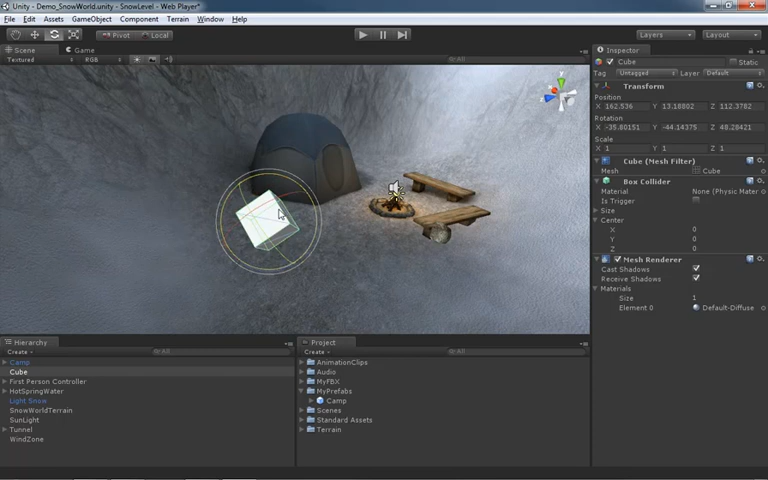 Unity - Demo_SnowWorld.unity - SnowLevel - Web Player*
File Edit Assets GameObject Component Terrain Window Help
Pivot Local Layers Layout
Scene Game
Textured RGB All
y
Inspector
Cube Static
Tag Untagged Layer Default
Transform
Position
X 162.536 Y 13.18802 Z 112.3782
Rotation
X -35.80151 Y -44.14375 Z 48.28421
Scale
X 1 Y 1 Z 1
Cube (Mesh Filter)
Mesh Cube
Box Collider
Material None (Physic Mater
Is Trigger
Size
Center
X 0
Y 0
Z 0
Mesh Renderer
Cast Shadows
Receive Shadows
Materials
Size 1
Element 0 Default-Diffuse
Hierarchy
Create All
Camp
Cube
First Person Controller
HotSpringWater
Light Snow
SnowWorldTerrain
SunLight
Tunnel
WindZone
Project
Create All
AnimationClips
Audio
MyFBX
MyPrefabs
Camp
Scenes
Standard Assets
Terrain